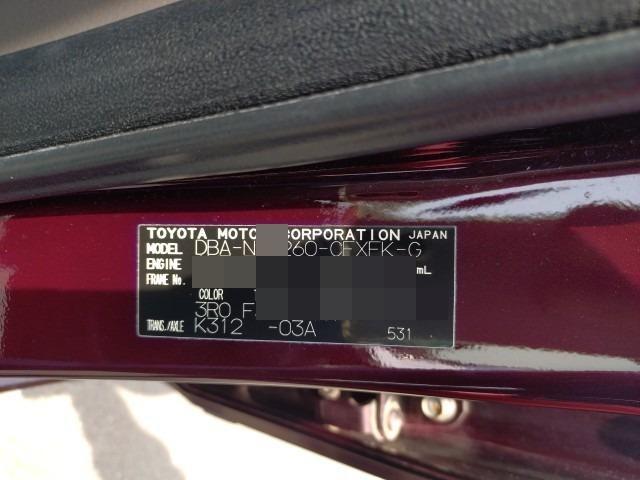 TOYOTA MOTO CORPORATION JAPAN
MODEL DBA-N 260-CFXFK-G
ENGINE mL
FRAME No.
COLOR
3R0 F
TRANS./AXLE K312 -03A 531